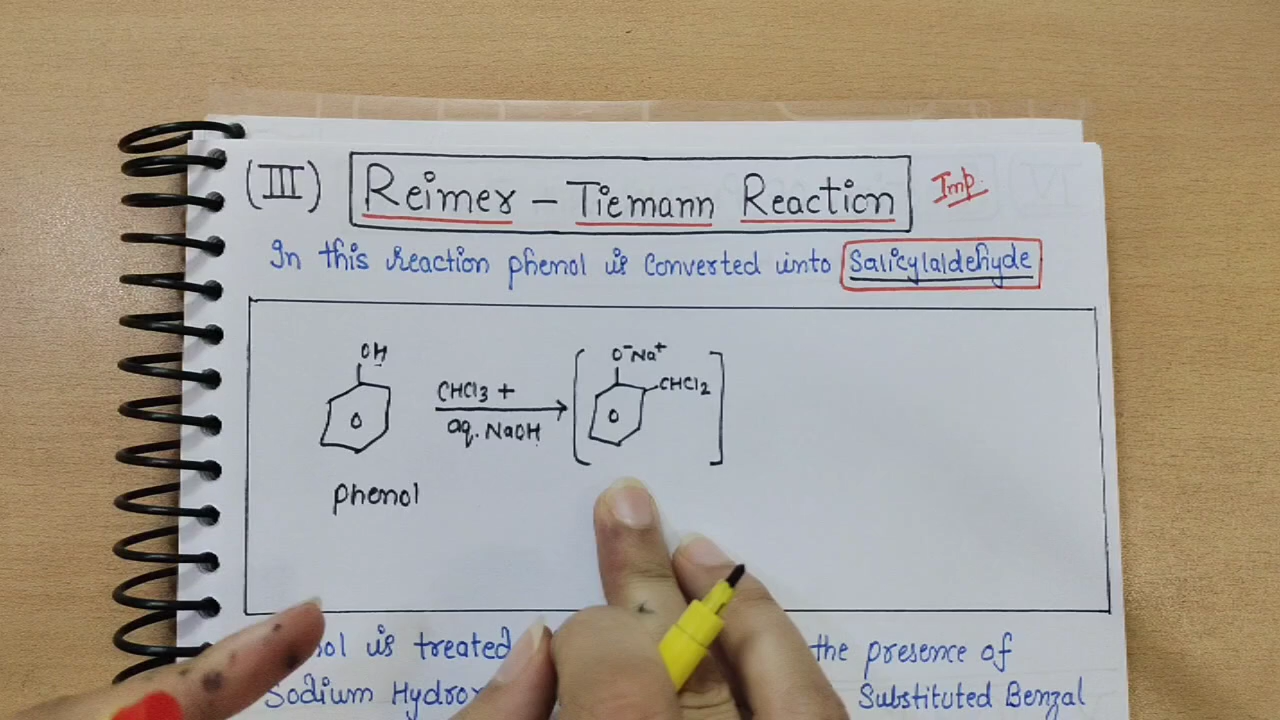 (III) Reimer - Tiemann Reaction Imp.
In this reaction phenol is converted into Salicylaldehyde
OH
CHCl3 +
aq. NaOH
O⁻Na⁺
CHCl2
phenol
is treated the presence of
Sodium Substituted Benzal